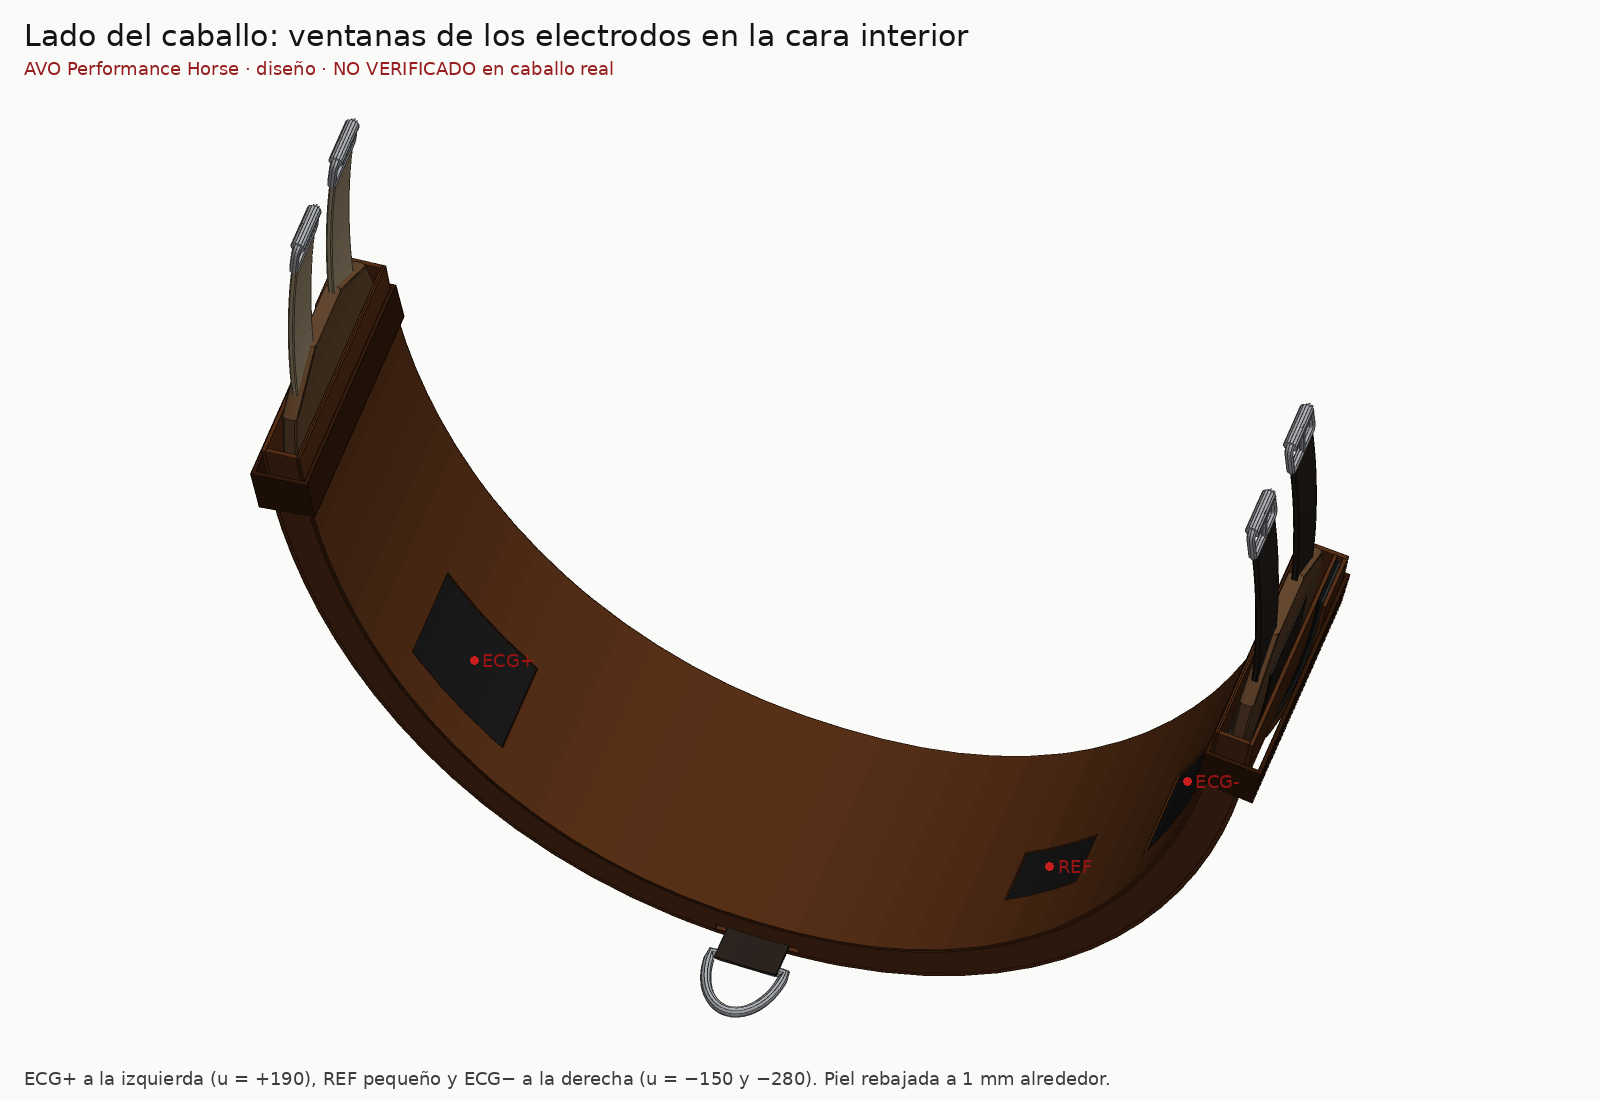 Lado del caballo: ventanas de los electrodos en la cara interior
AVO Performance Horse · diseño · NO VERIFICADO en caballo real
ECG+
ECG-
REF
ECG+ a la izquierda (u = +190), REF pequeño y ECG− a la derecha (u = −150 y −280). Piel rebajada a 1 mm alrededor.